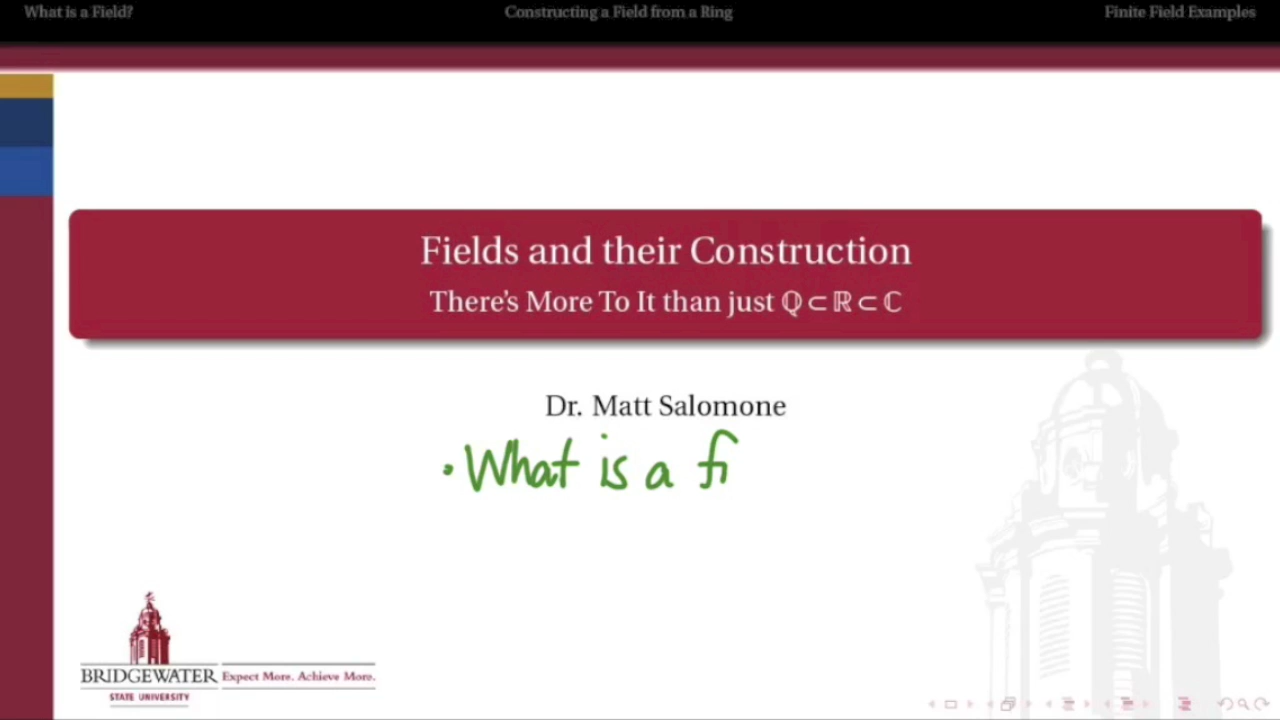 What is a Field?
Constructing a Field from a Ring
Finite Field Examples
Fields and their Construction
There's More To It than just ℚ ⊂ ℝ ⊂ ℂ
Dr. Matt Salomone
• What is a fi
BRIDGEWATER
STATE UNIVERSITY
Expect More. Achieve More.